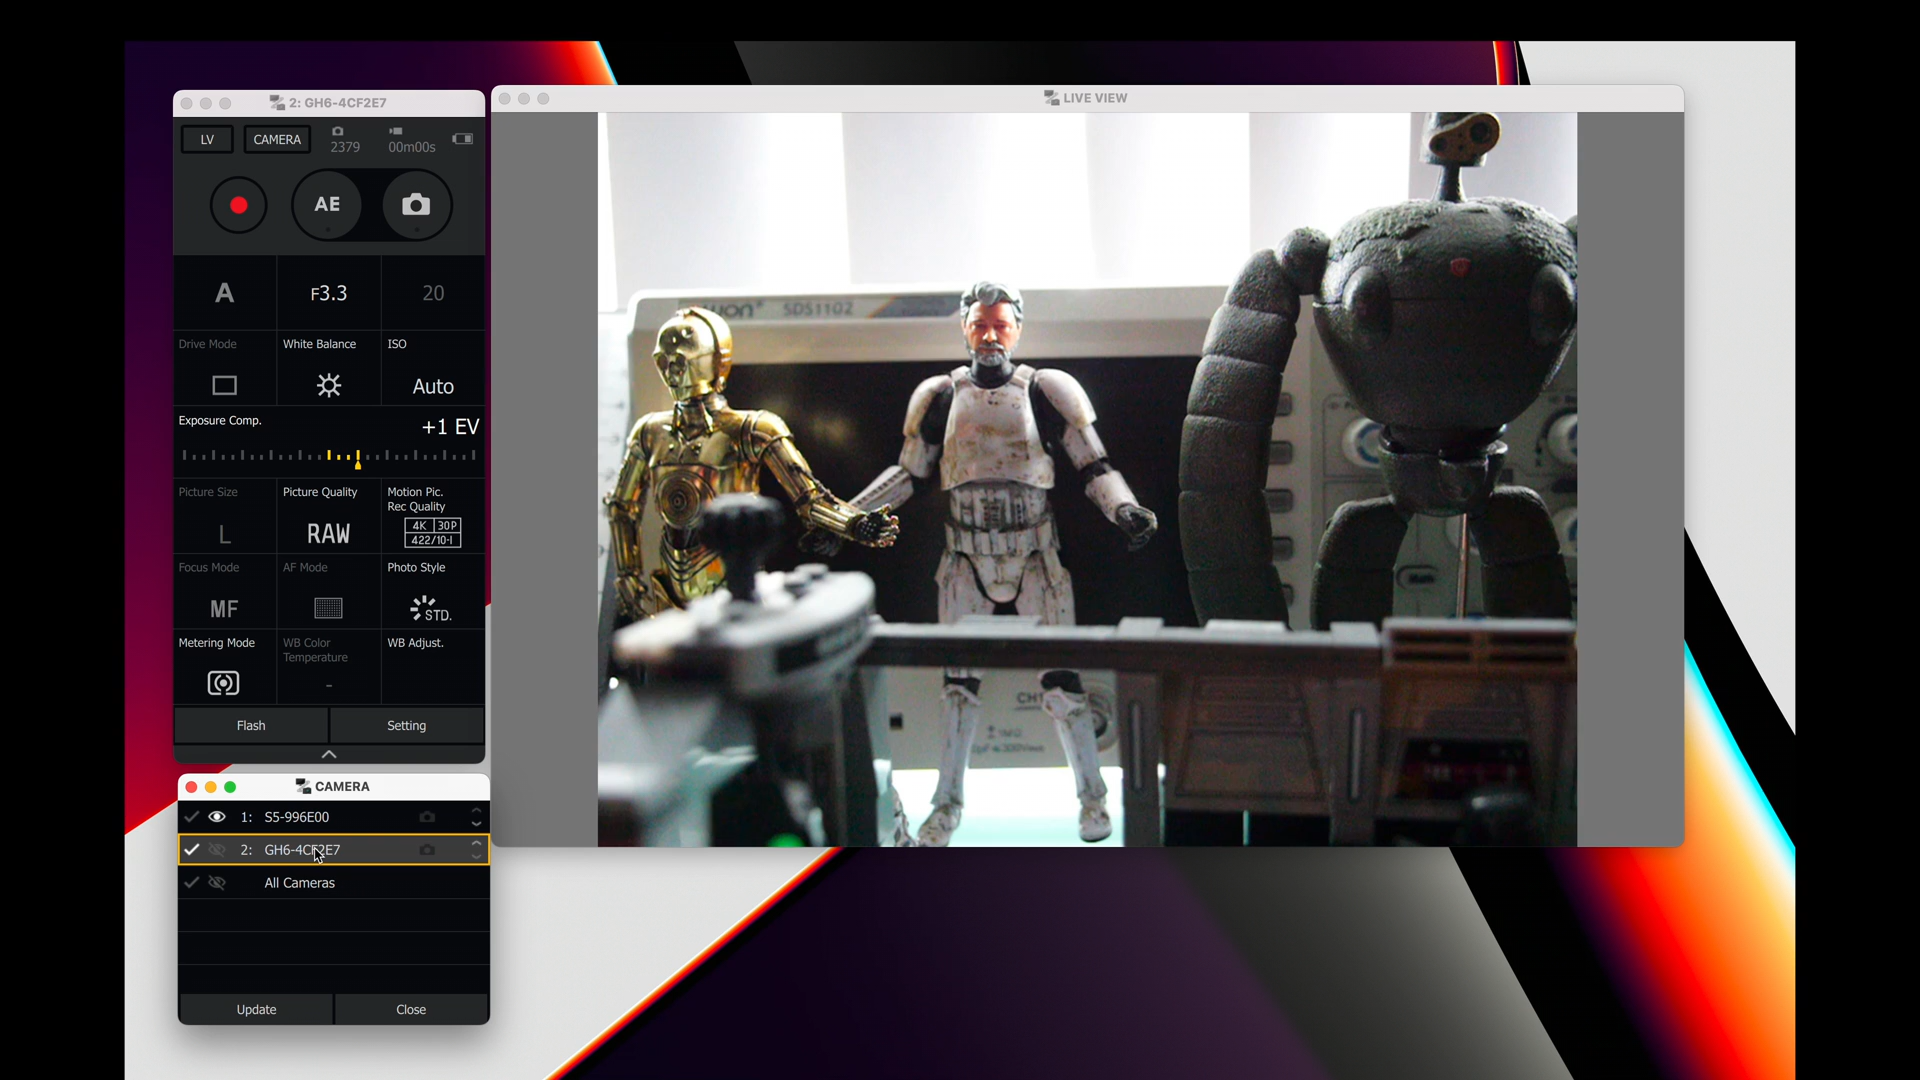 2: GH6-4CF2E7
LV CAMERA 2379 00m00s
AE
A F3.3 20
Drive Mode White Balance ISO
Auto
Exposure Comp. +1 EV
Picture Size Picture Quality Motion Pic.
Rec Quality
L RAW 4K 30P
422/10-I
Focus Mode AF Mode Photo Style
MF STD.
Metering Mode WB Color
Temperature WB Adjust.
-
Flash Setting
CAMERA
1: S5-996E00
2: GH6-4CF2E7
All Cameras
Update Close
LIVE VIEW
SDS1102